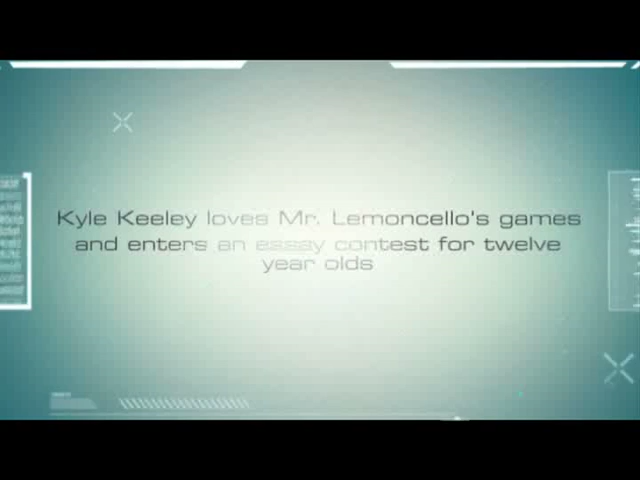 Kyle Keeley loves Mr. Lemoncello's games
and enters an essay contest for twelve
year olds